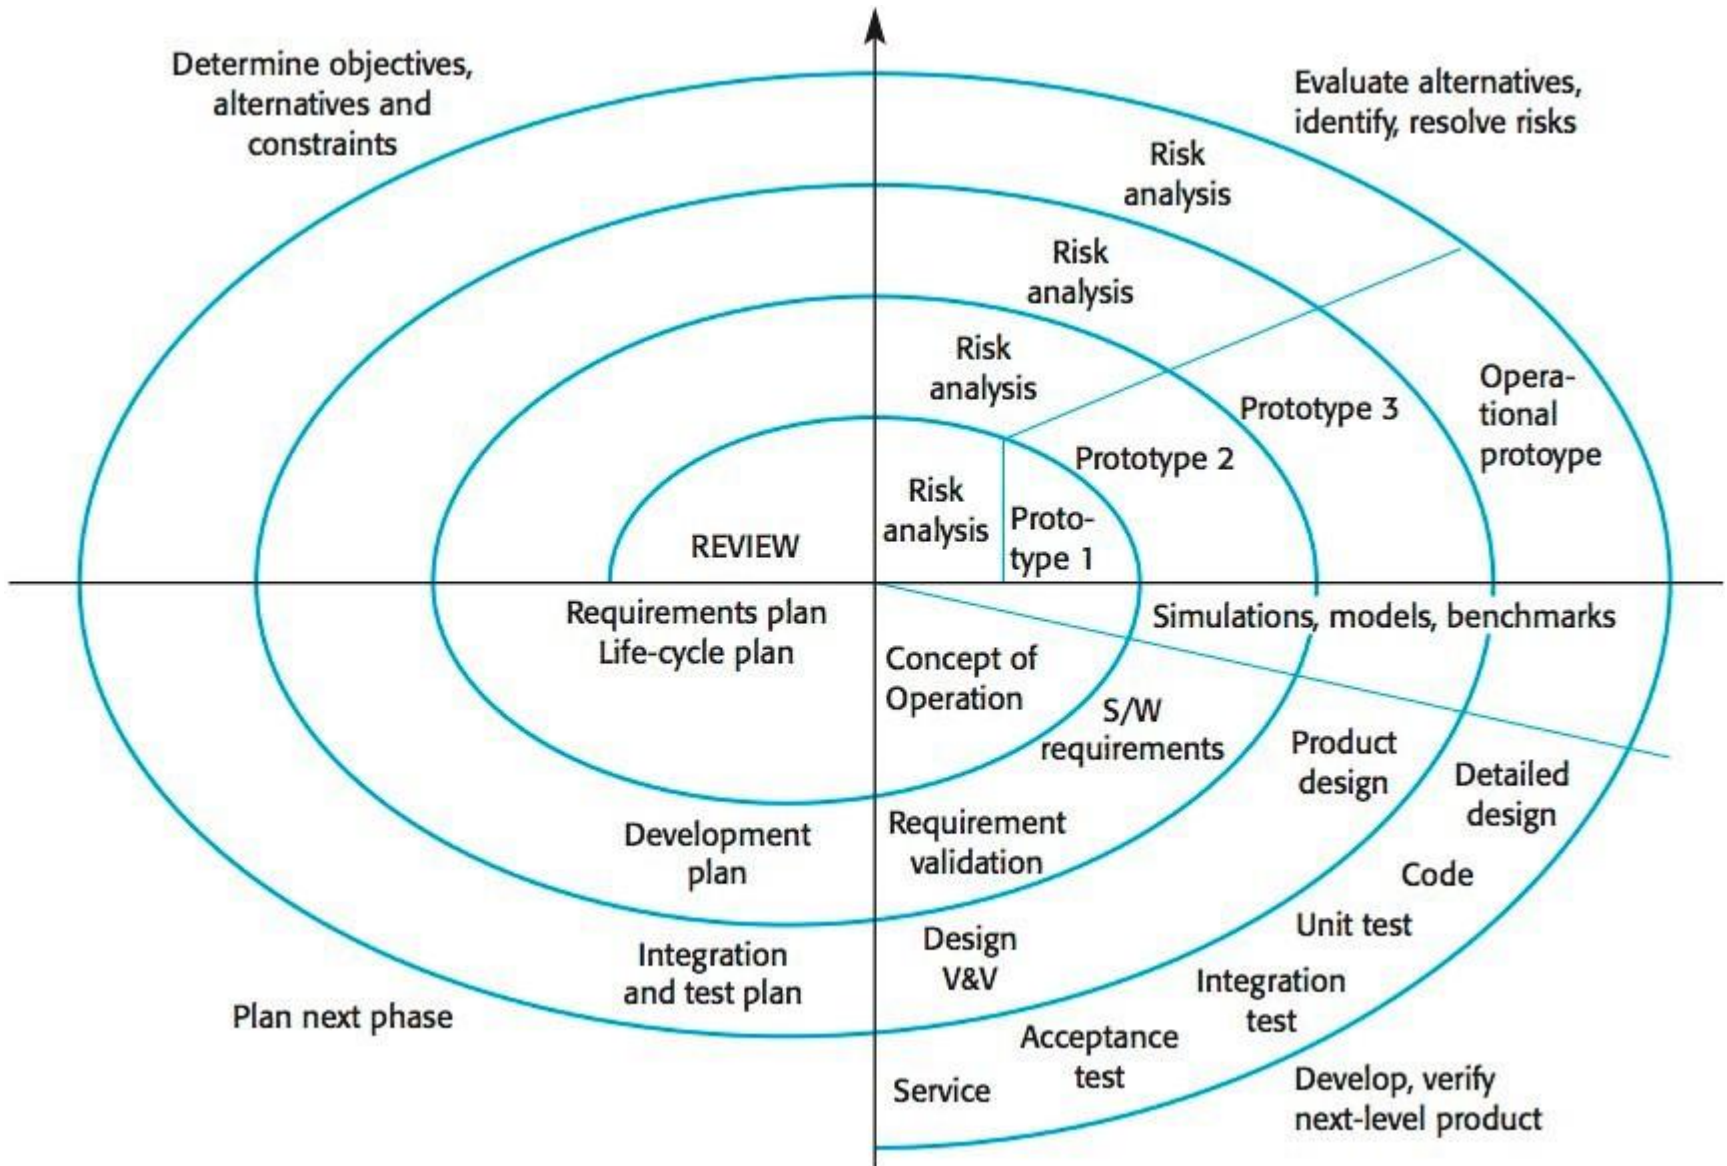 Determine objectives,
alternatives and
constraints
Evaluate alternatives,
identify, resolve risks
Risk
analysis
Risk
analysis
Risk
analysis
Risk
analysis
Proto-
type 1
Prototype 2
Prototype 3
Opera-
tional
protoype
REVIEW
Requirements plan
Life-cycle plan
Simulations, models, benchmarks
Concept of
Operation
S/W
requirements
Product
design
Detailed
design
Development
plan
Requirement
validation
Code
Unit test
Integration
and test plan
Design
V&V
Integration
test
Plan next phase
Acceptance
test
Service
Develop, verify
next-level product